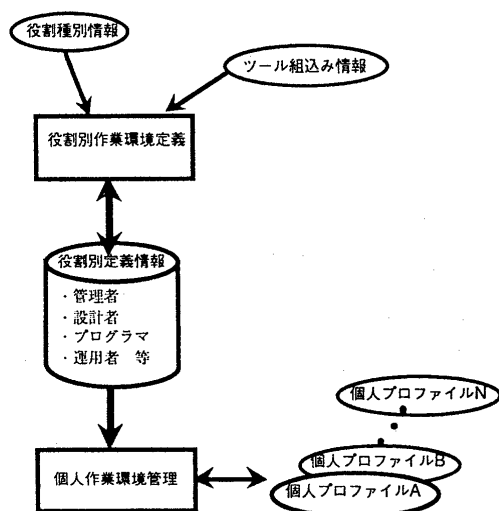 役割種別情報
ツール組込み情報
役割別作業環境定義
役割別定義情報
・管理者
・設計者
・プログラマ
・運用者 等
個人プロファイルN
個人プロファイルB
個人作業環境管理
個人プロファイルA